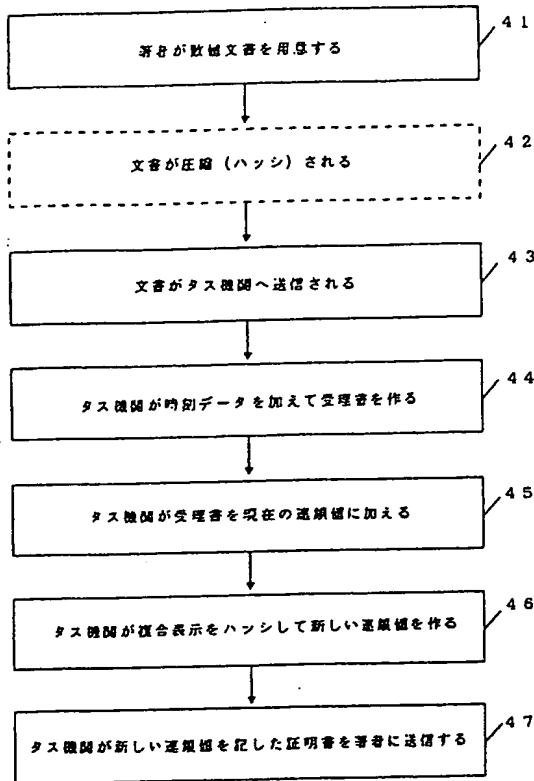 41
著者が数値文書を用意する
42
文書が圧縮（ハッシ）される
43
文書がタス機関へ送信される
44
タス機関が時刻データを加えて受理書を作る
45
タス機関が受理書を現在の連鎖値に加える
46
タス機関が複合表示をハッシして新しい連鎖値を作る
47
タス機関が新しい連鎖値を記した証明書を著者に送信する